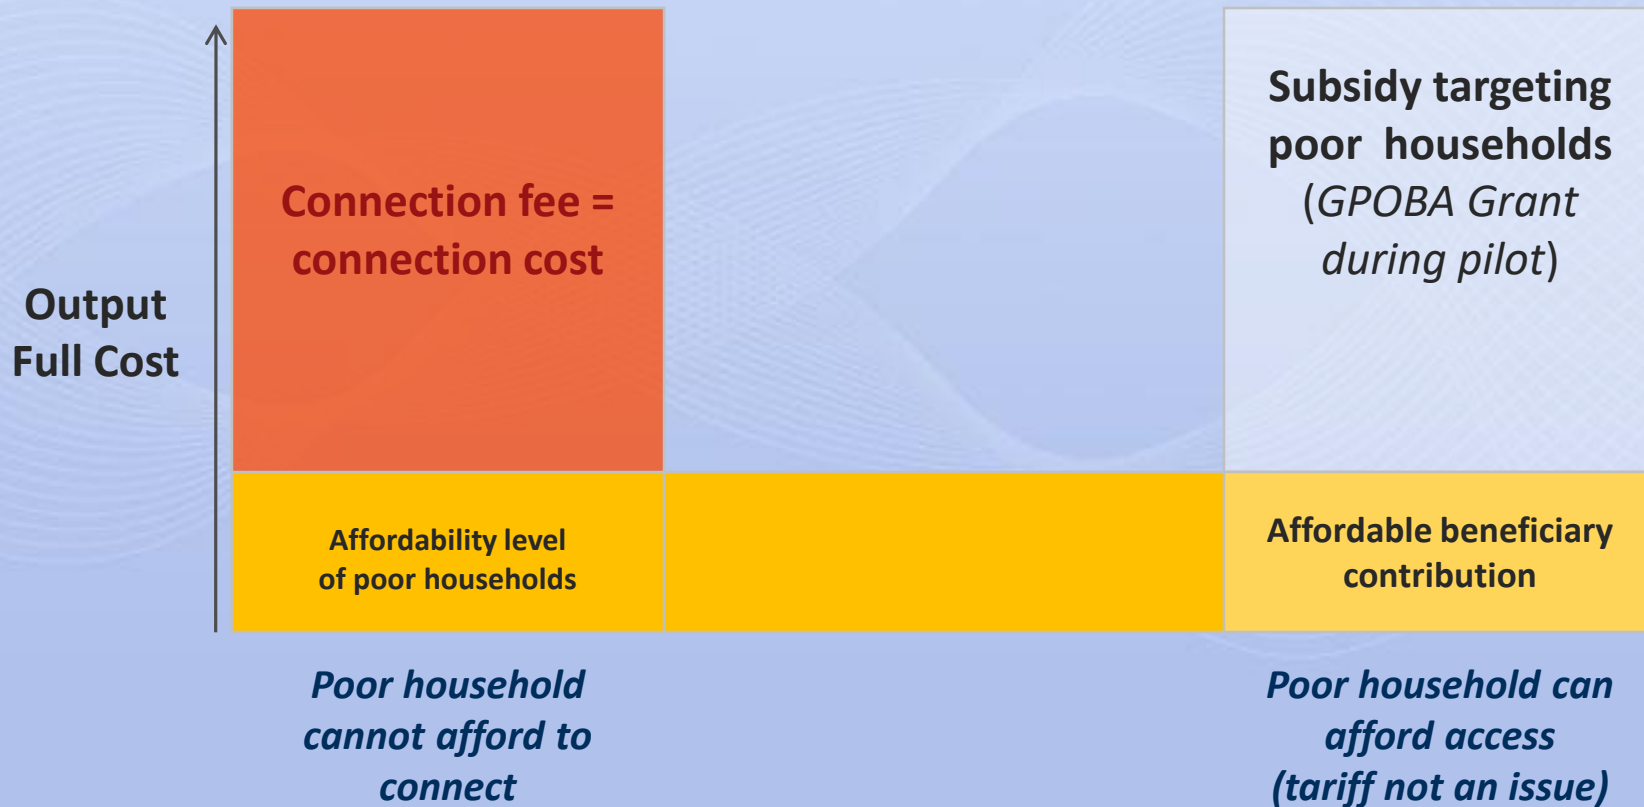 Output
Full Cost
Connection fee =
connection cost
Affordability level
of poor households
Poor household
cannot afford to
connect
Subsidy targeting
poor households
(GPOBA Grant
during pilot)
Affordable beneficiary
contribution
Poor household can
afford access
(tariff not an issue)